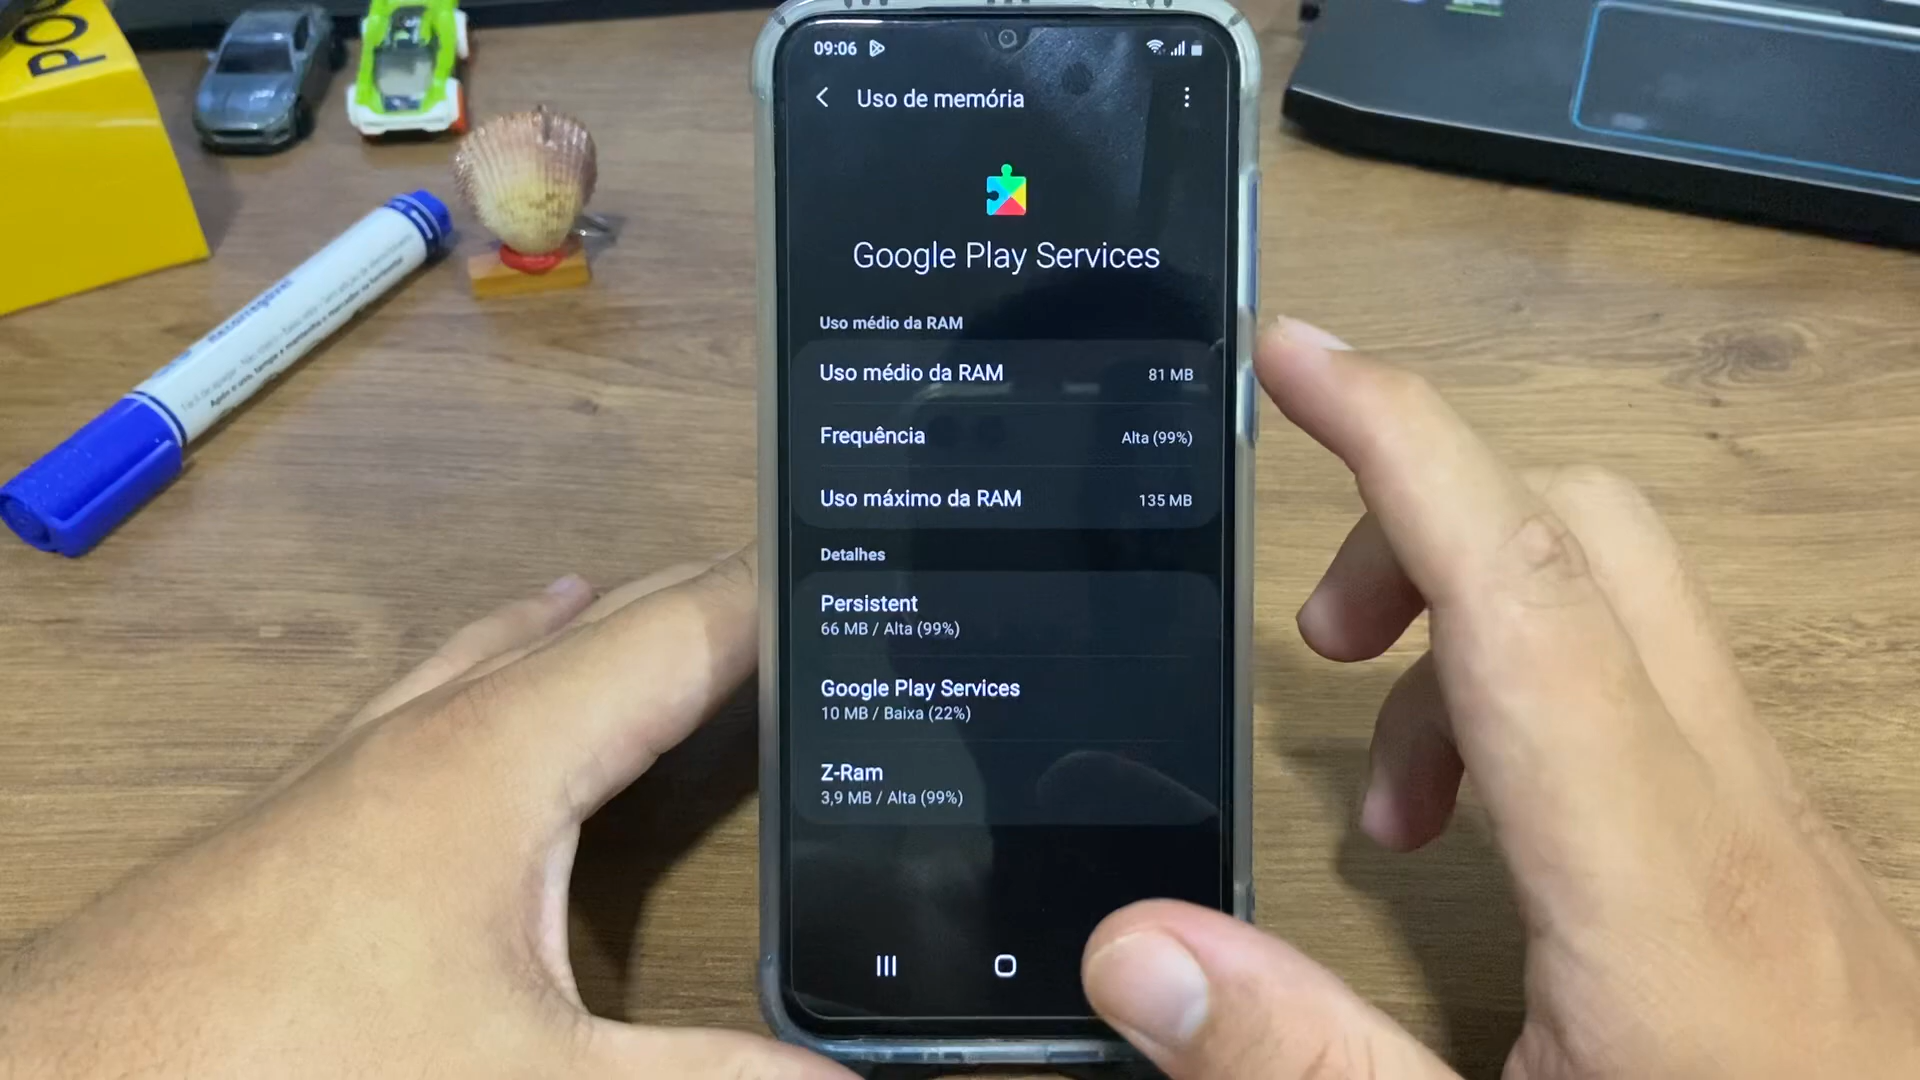 PO
09:06
Uso de memória
Google Play Services
Uso médio da RAM
Uso médio da RAM
81 MB
Frequência
Alta (99%)
Uso máximo da RAM
135 MB
Detalhes
Persistent
66 MB / Alta (99%)
Google Play Services
10 MB / Baixa (22%)
Z-Ram
3,9 MB / Alta (99%)
Recarregável